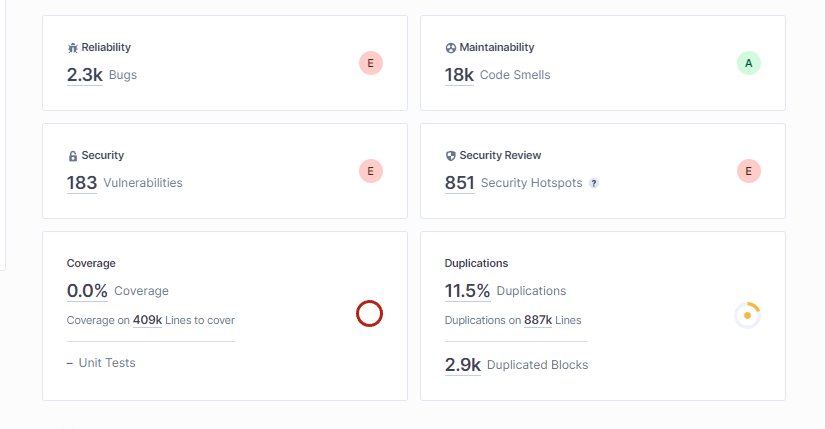 Reliability
2.3k Bugs
E
Maintainability
18k Code Smells
A
Security
183 Vulnerabilities
E
Security Review
851 Security Hotspots ?
E
Coverage
0.0% Coverage
Coverage on 409k Lines to cover
– Unit Tests
Duplications
11.5% Duplications
Duplications on 887k Lines
2.9k Duplicated Blocks